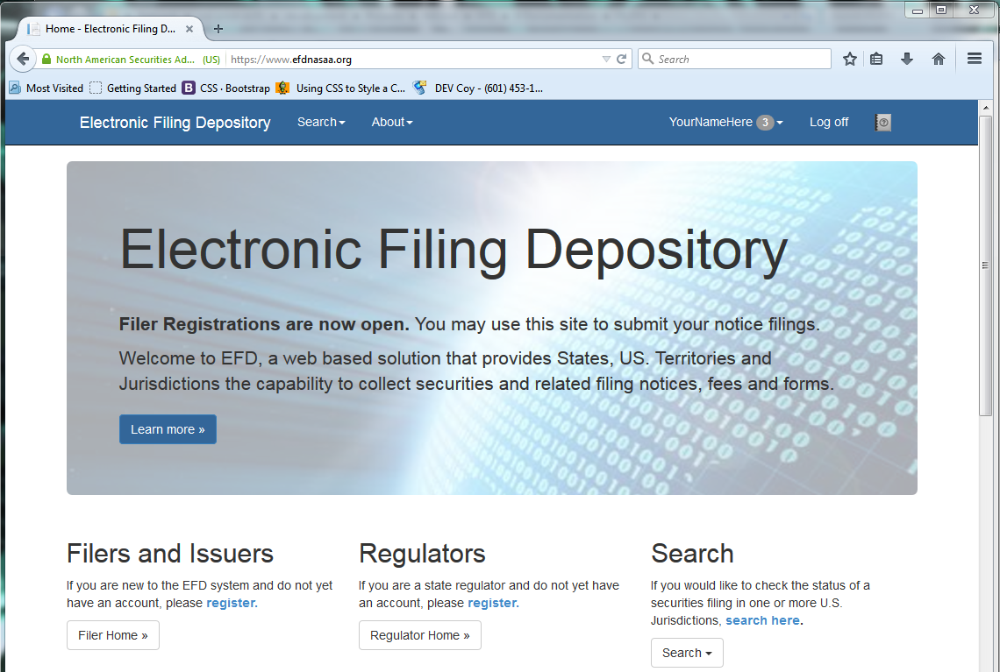 Home - Electronic Filing D...
North American Securities Ad... (US) https://www.efdnasaa.org Search
Most Visited Getting Started B CSS · Bootstrap Using CSS to Style a C... DEV Coy - (601) 453-1...
Electronic Filing Depository Search About YourNameHere 3 Log off
Electronic Filing Depository
Filer Registrations are now open. You may use this site to submit your notice filings.
Welcome to EFD, a web based solution that provides States, US. Territories and
Jurisdictions the capability to collect securities and related filing notices, fees and forms.
Learn more »
Filers and Issuers
If you are new to the EFD system and do not yet
have an account, please register.
Filer Home »
Regulators
If you are a state regulator and do not yet have
an account, please register.
Regulator Home »
Search
If you would like to check the status of a
securities filing in one or more U.S.
Jurisdictions, search here.
Search